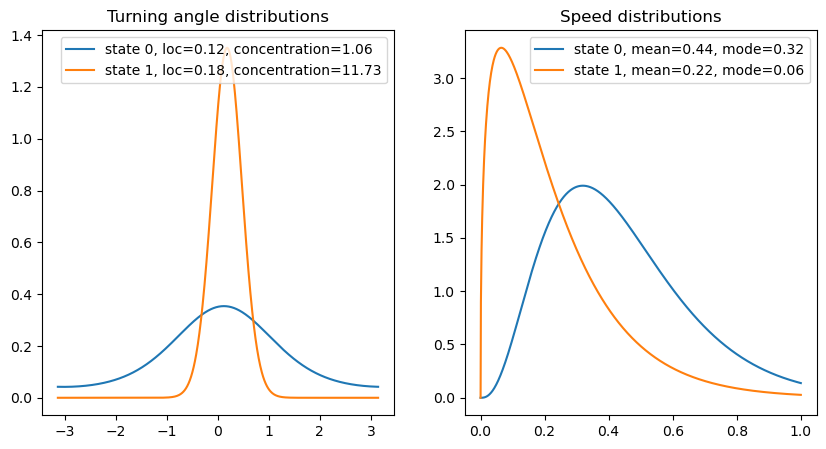 Turning angle distributions
state 0, loc=0.12, concentration=1.06
state 1, loc=0.18, concentration=11.73
1.4
1.2
1.0
0.8
0.6
0.4
0.2
0.0
−3 −2 −1 0 1 2 3
Speed distributions
state 0, mean=0.44, mode=0.32
state 1, mean=0.22, mode=0.06
3.0
2.5
2.0
1.5
1.0
0.5
0.0
0.0 0.2 0.4 0.6 0.8 1.0